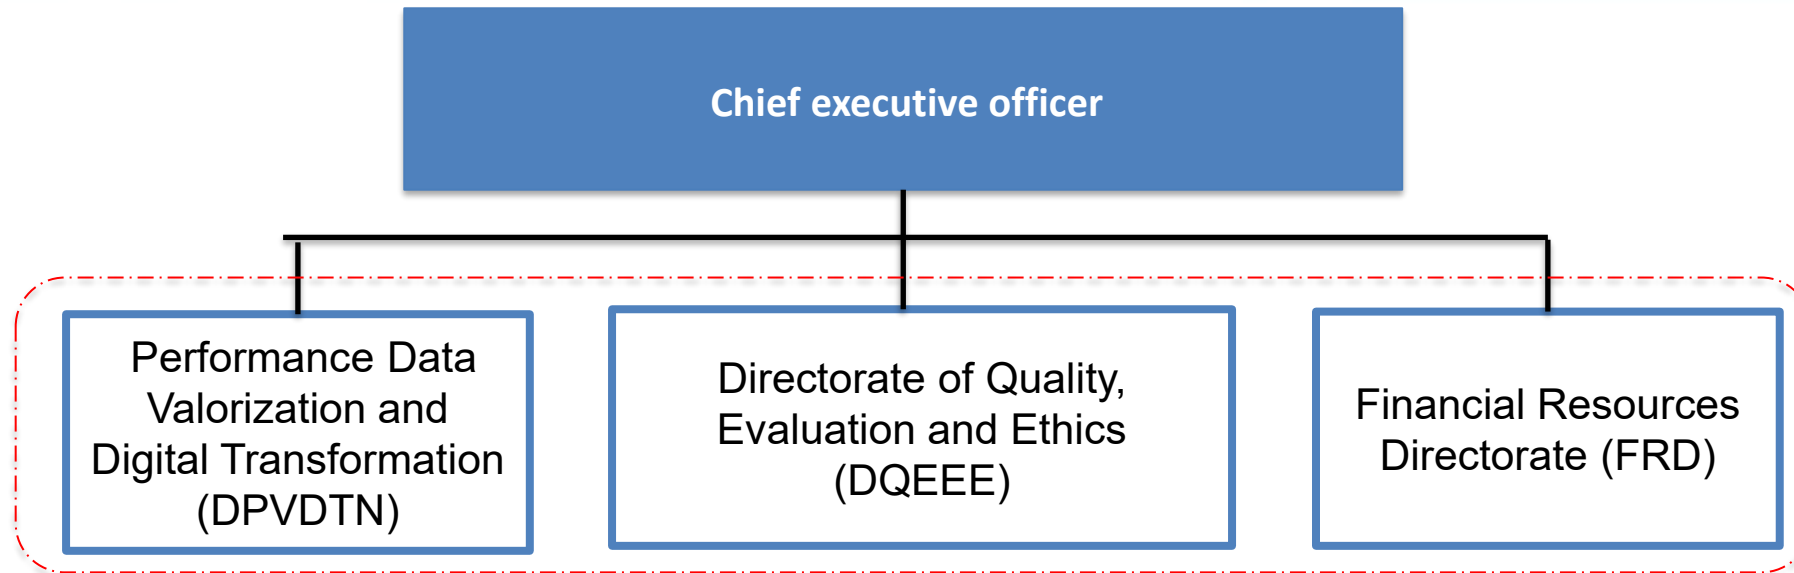 Chief executive officer
Performance Data
Valorization and
Digital Transformation
(DPVDTN)
Directorate of Quality,
Evaluation and Ethics
(DQEEE)
Financial Resources
Directorate (FRD)